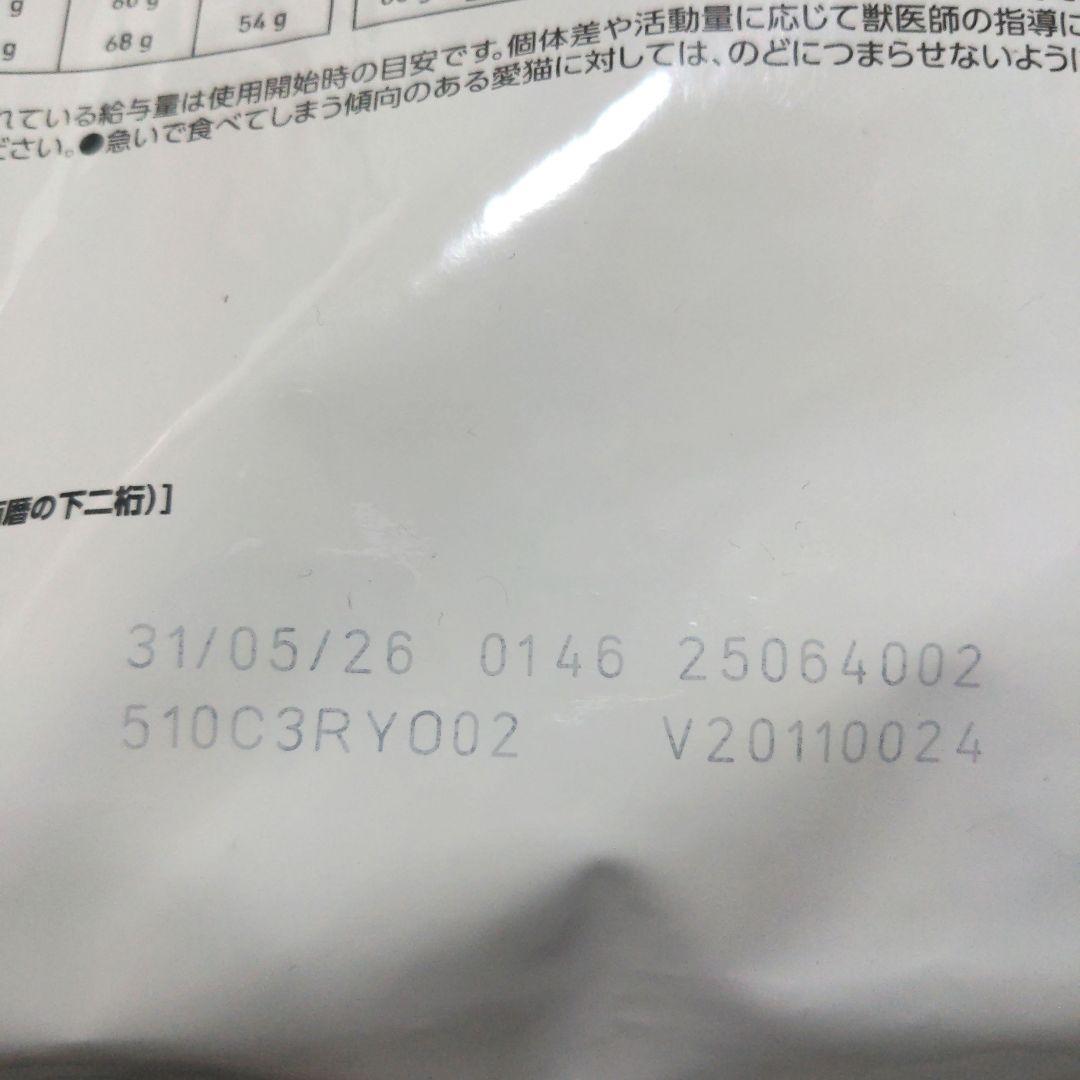 g 60 g 54 g
g 68 g
れている給与量は使用開始時の目安です。個体差や活動量に応じて獣医師の指導に
ださい。●急いで食べてしまう傾向のある愛猫に対しては、のどにつまらせないように
暦の下二桁)]
31/05/26 0146 25064002
510C3RYO02 V20110024